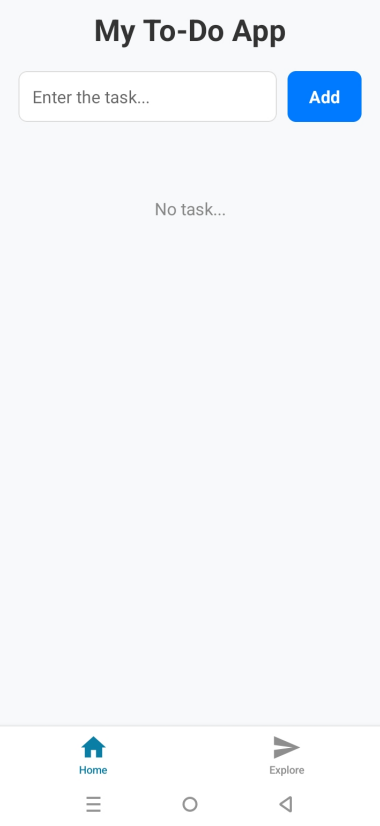 My To-Do App
Enter the task...
Add
No task...
Home
Explore